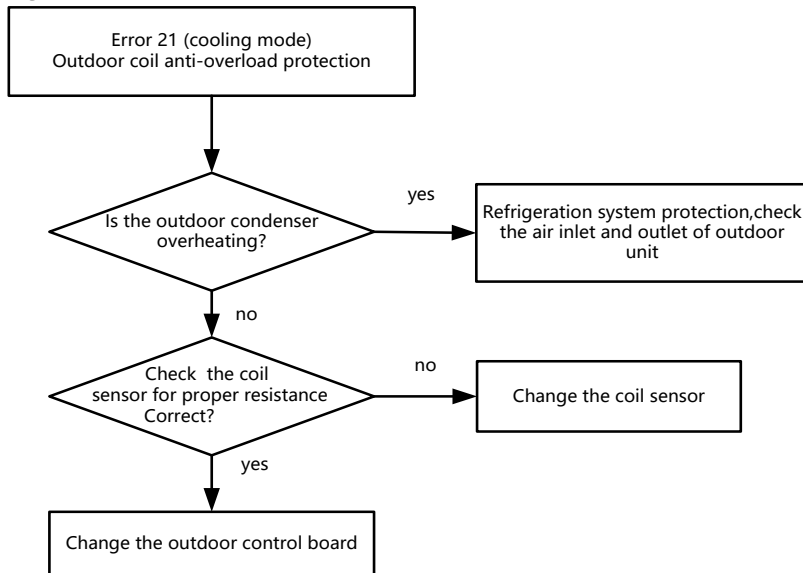 Error 21 (cooling mode)
Outdoor coil anti-overload protection
Is the outdoor condenser
overheating?
yes
Refrigeration system protection,check
the air inlet and outlet of outdoor
unit
no
Check the coil
sensor for proper resistance
Correct?
no
Change the coil sensor
yes
Change the outdoor control board